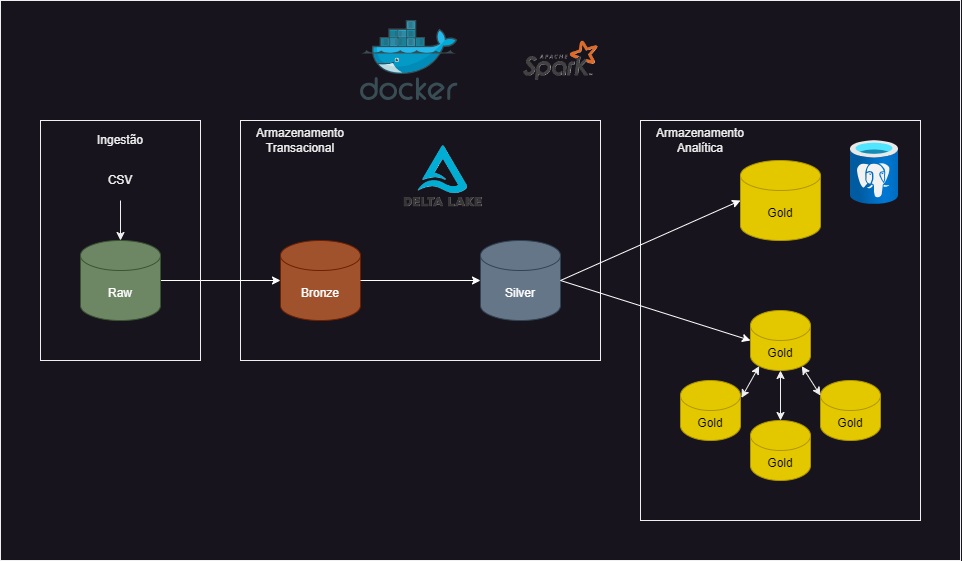 docker
APACHE
Spark
Ingestão
CSV
Raw
Armazenamento
Transacional
DELTA LAKE
Bronze
Silver
Armazenamento
Analítica
Gold
Gold
Gold
Gold
Gold